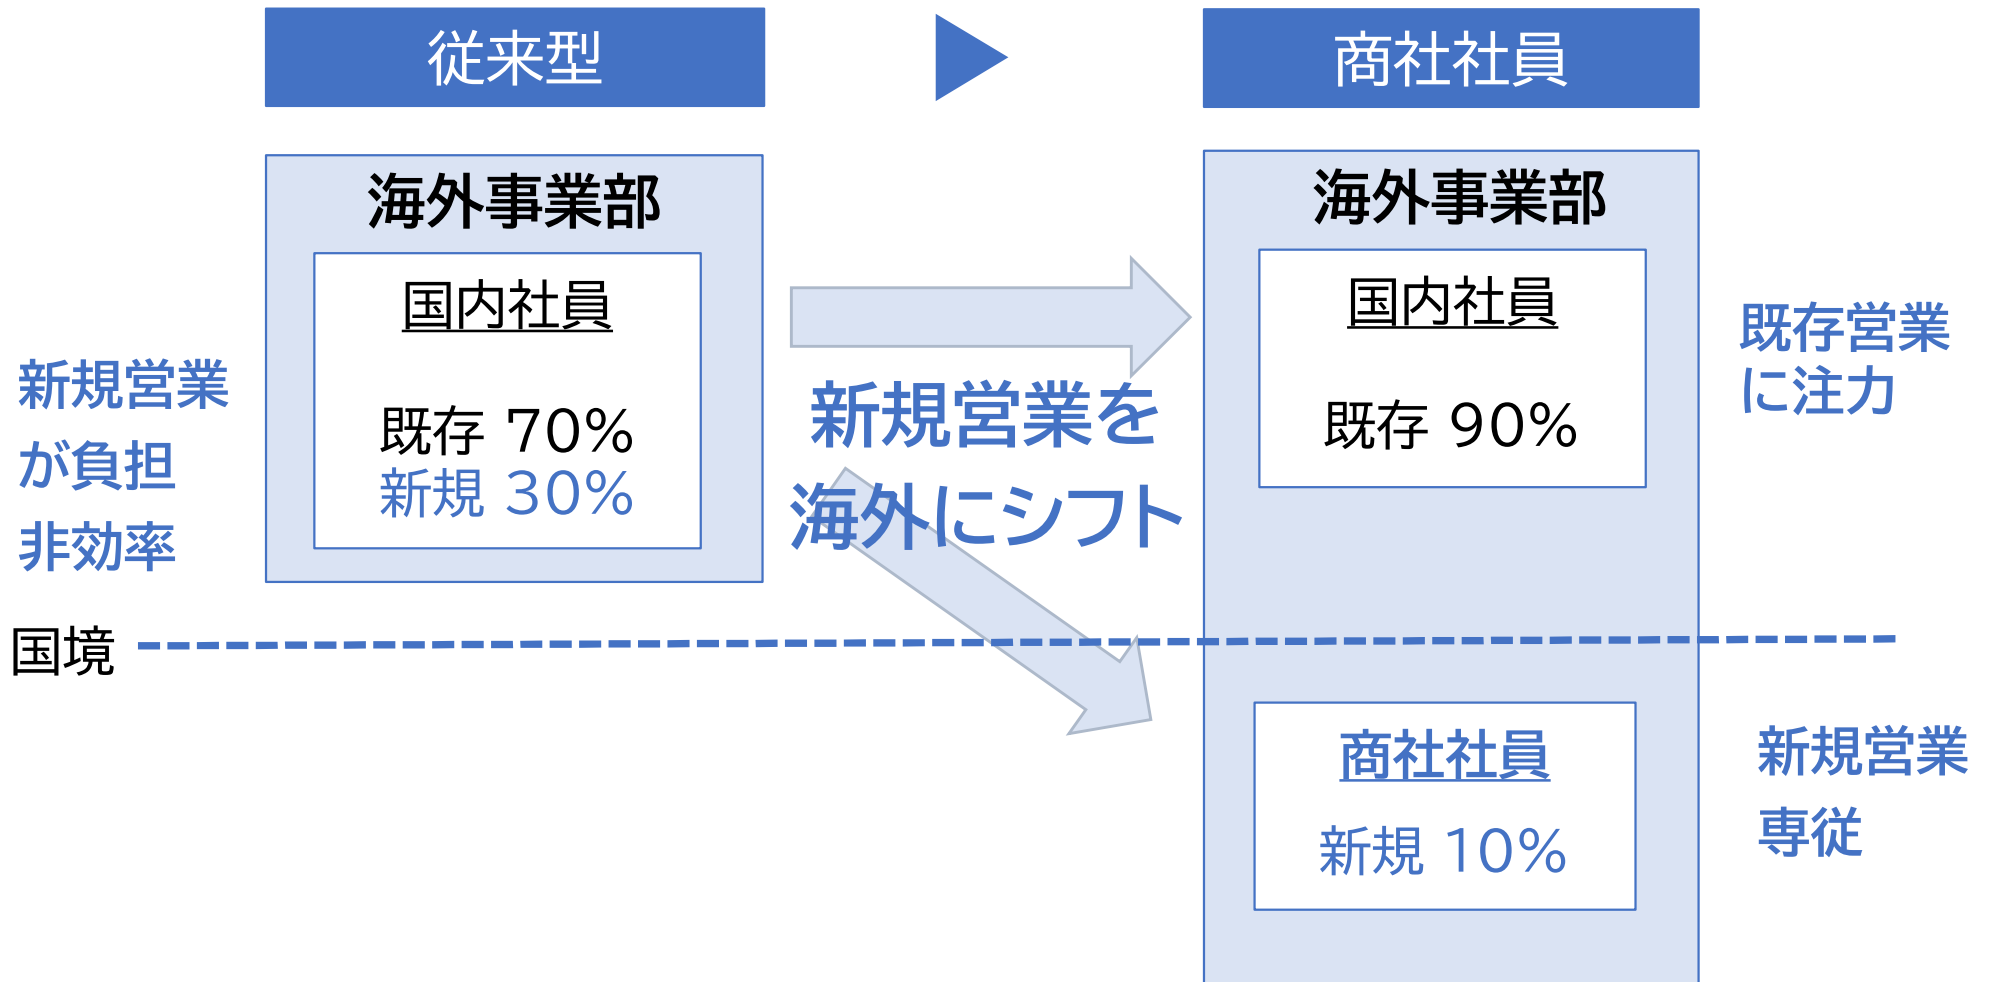 従来型
商社社員
海外事業部
国内社員
既存 70%
新規 30%
新規営業
が負担
非効率
新規営業を
海外にシフト
海外事業部
国内社員
既存 90%
既存営業
に注力
国境
商社社員
新規 10%
新規営業
専従